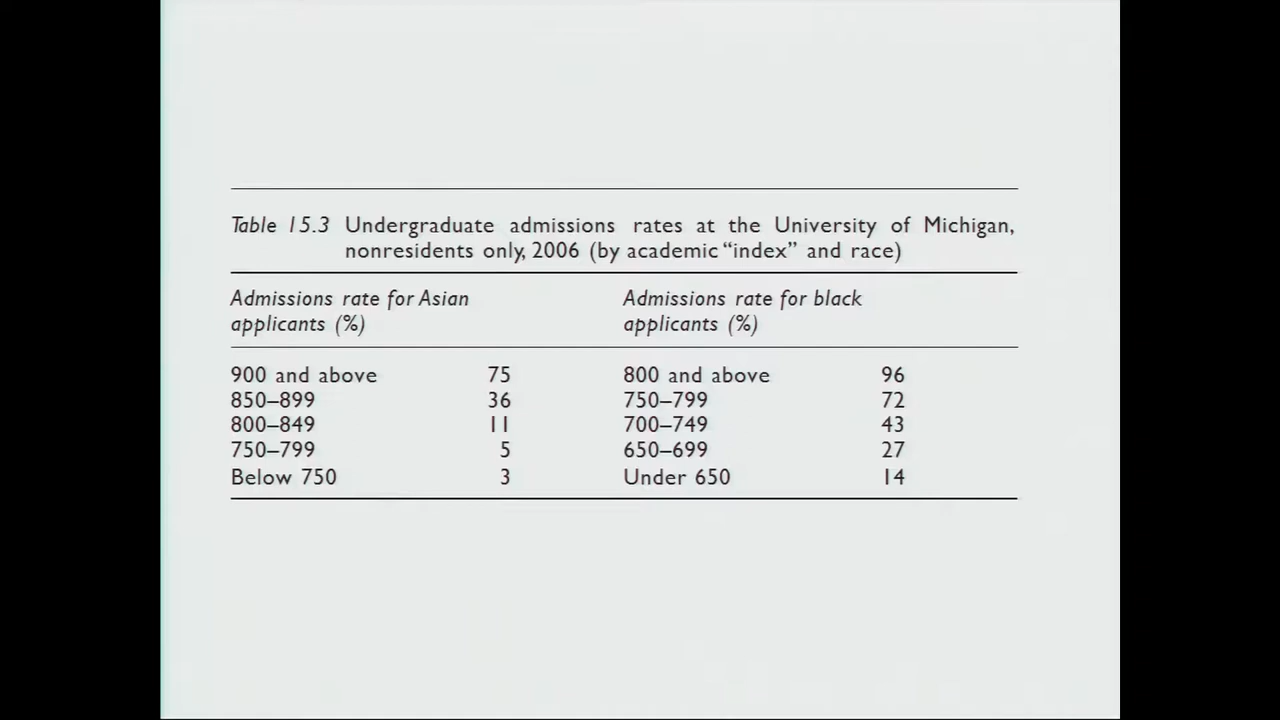 Table 15.3 Undergraduate admissions rates at the University of Michigan,
nonresidents only, 2006 (by academic “index” and race)
Admissions rate for Asian applicants (%)
Admissions rate for black applicants (%)
900 and above 75 800 and above 96
850–899 36 750–799 72
800–849 11 700–749 43
750–799 5 650–699 27
Below 750 3 Under 650 14